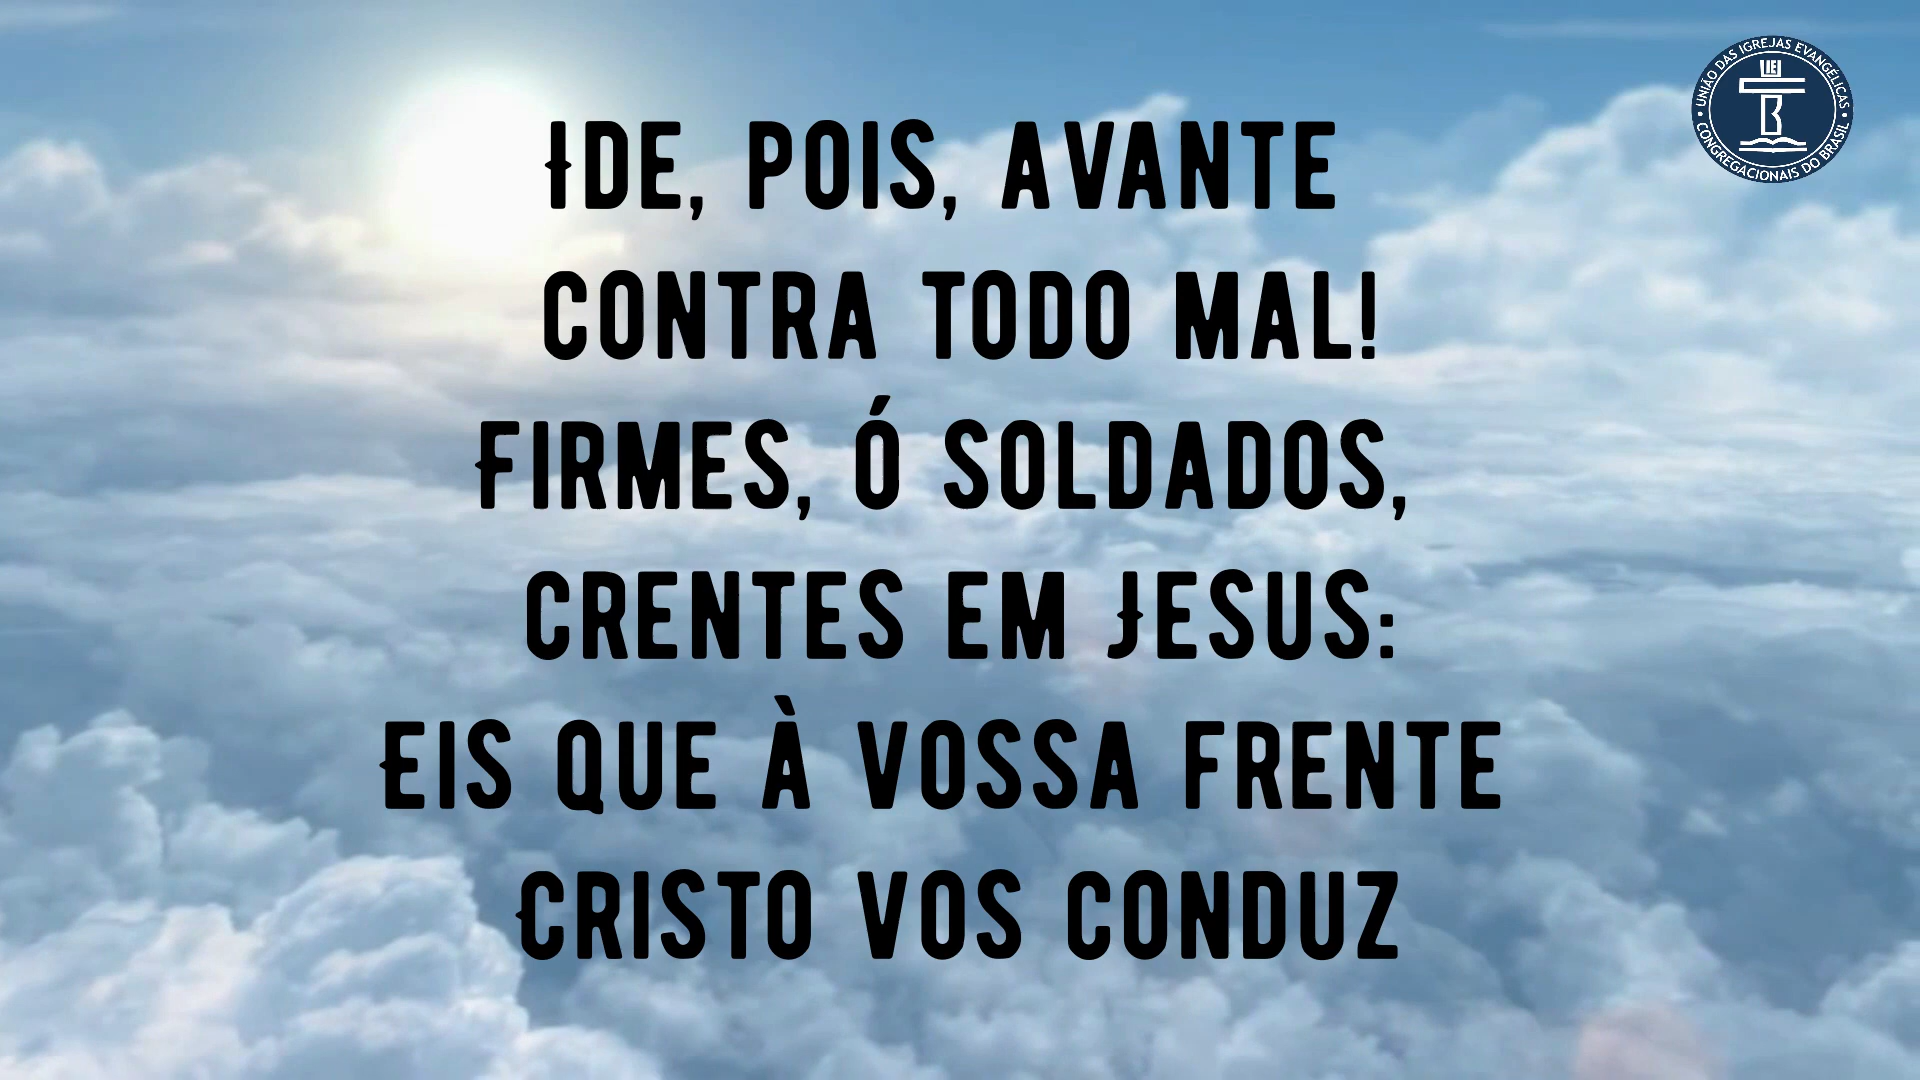 Ide, pois, avante
contra todo mal!
Firmes, ó soldados,
crentes em Jesus:
Eis que à vossa frente
Cristo vos conduz
UNIÃO DAS IGREJAS EVANGÉLICAS
CONGREGACIONAIS DO BRASIL